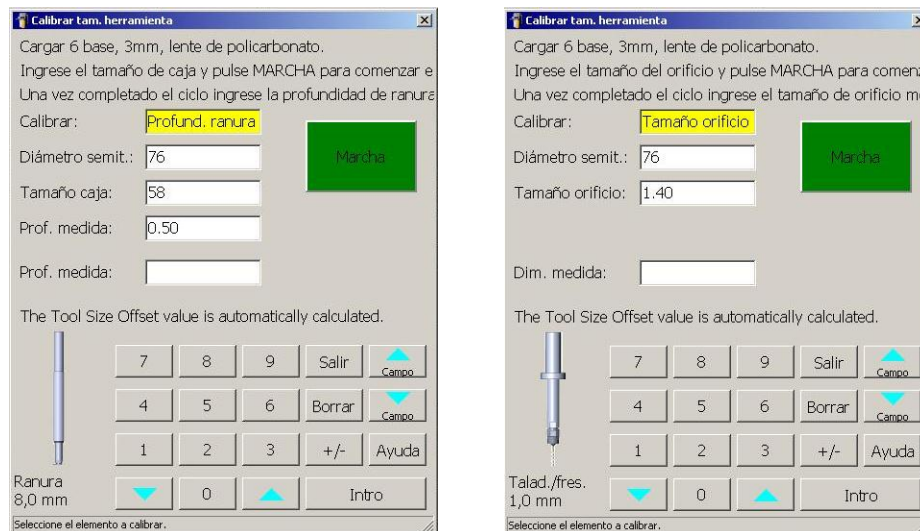 Calibrar tam. herramienta
Cargar 6 base, 3mm, lente de policarbonato.
Ingrese el tamaño de caja y pulse MARCHA para comenzar e
Una vez completado el ciclo ingrese la profundidad de ranura
Calibrar: Profund. ranura
Marcha
Diámetro semit.: 76
Tamaño caja: 58
Prof. medida: 0.50
Prof. medida:
The Tool Size Offset value is automatically calculated.
7 8 9 Salir Campo
4 5 6 Borrar Campo
1 2 3 +/- Ayuda
Ranura
8,0 mm
0 Intro
Seleccione el elemento a calibrar.
Calibrar tam. herramienta
Cargar 6 base, 3mm, lente de policarbonato.
Ingrese el tamaño del orificio y pulse MARCHA para comenz
Una vez completado el ciclo ingrese el tamaño de orificio m
Calibrar: Tamaño orificio
Marcha
Diámetro semit.: 76
Tamaño orificio: 1.40
Dim. medida:
The Tool Size Offset value is automatically calculated.
7 8 9 Salir Campo
4 5 6 Borrar Campo
1 2 3 +/- Ayuda
Talad./fres.
1,0 mm
0 Intro
Seleccione el elemento a calibrar.